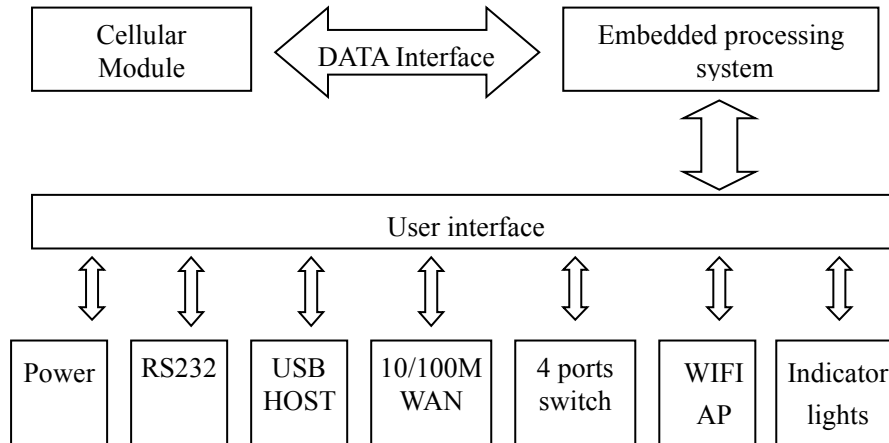 Cellular
Module
DATA Interface
Embedded processing
system
User interface
Power
RS232
USB
HOST
10/100M
WAN
4 ports
switch
WIFI
AP
Indicator
lights